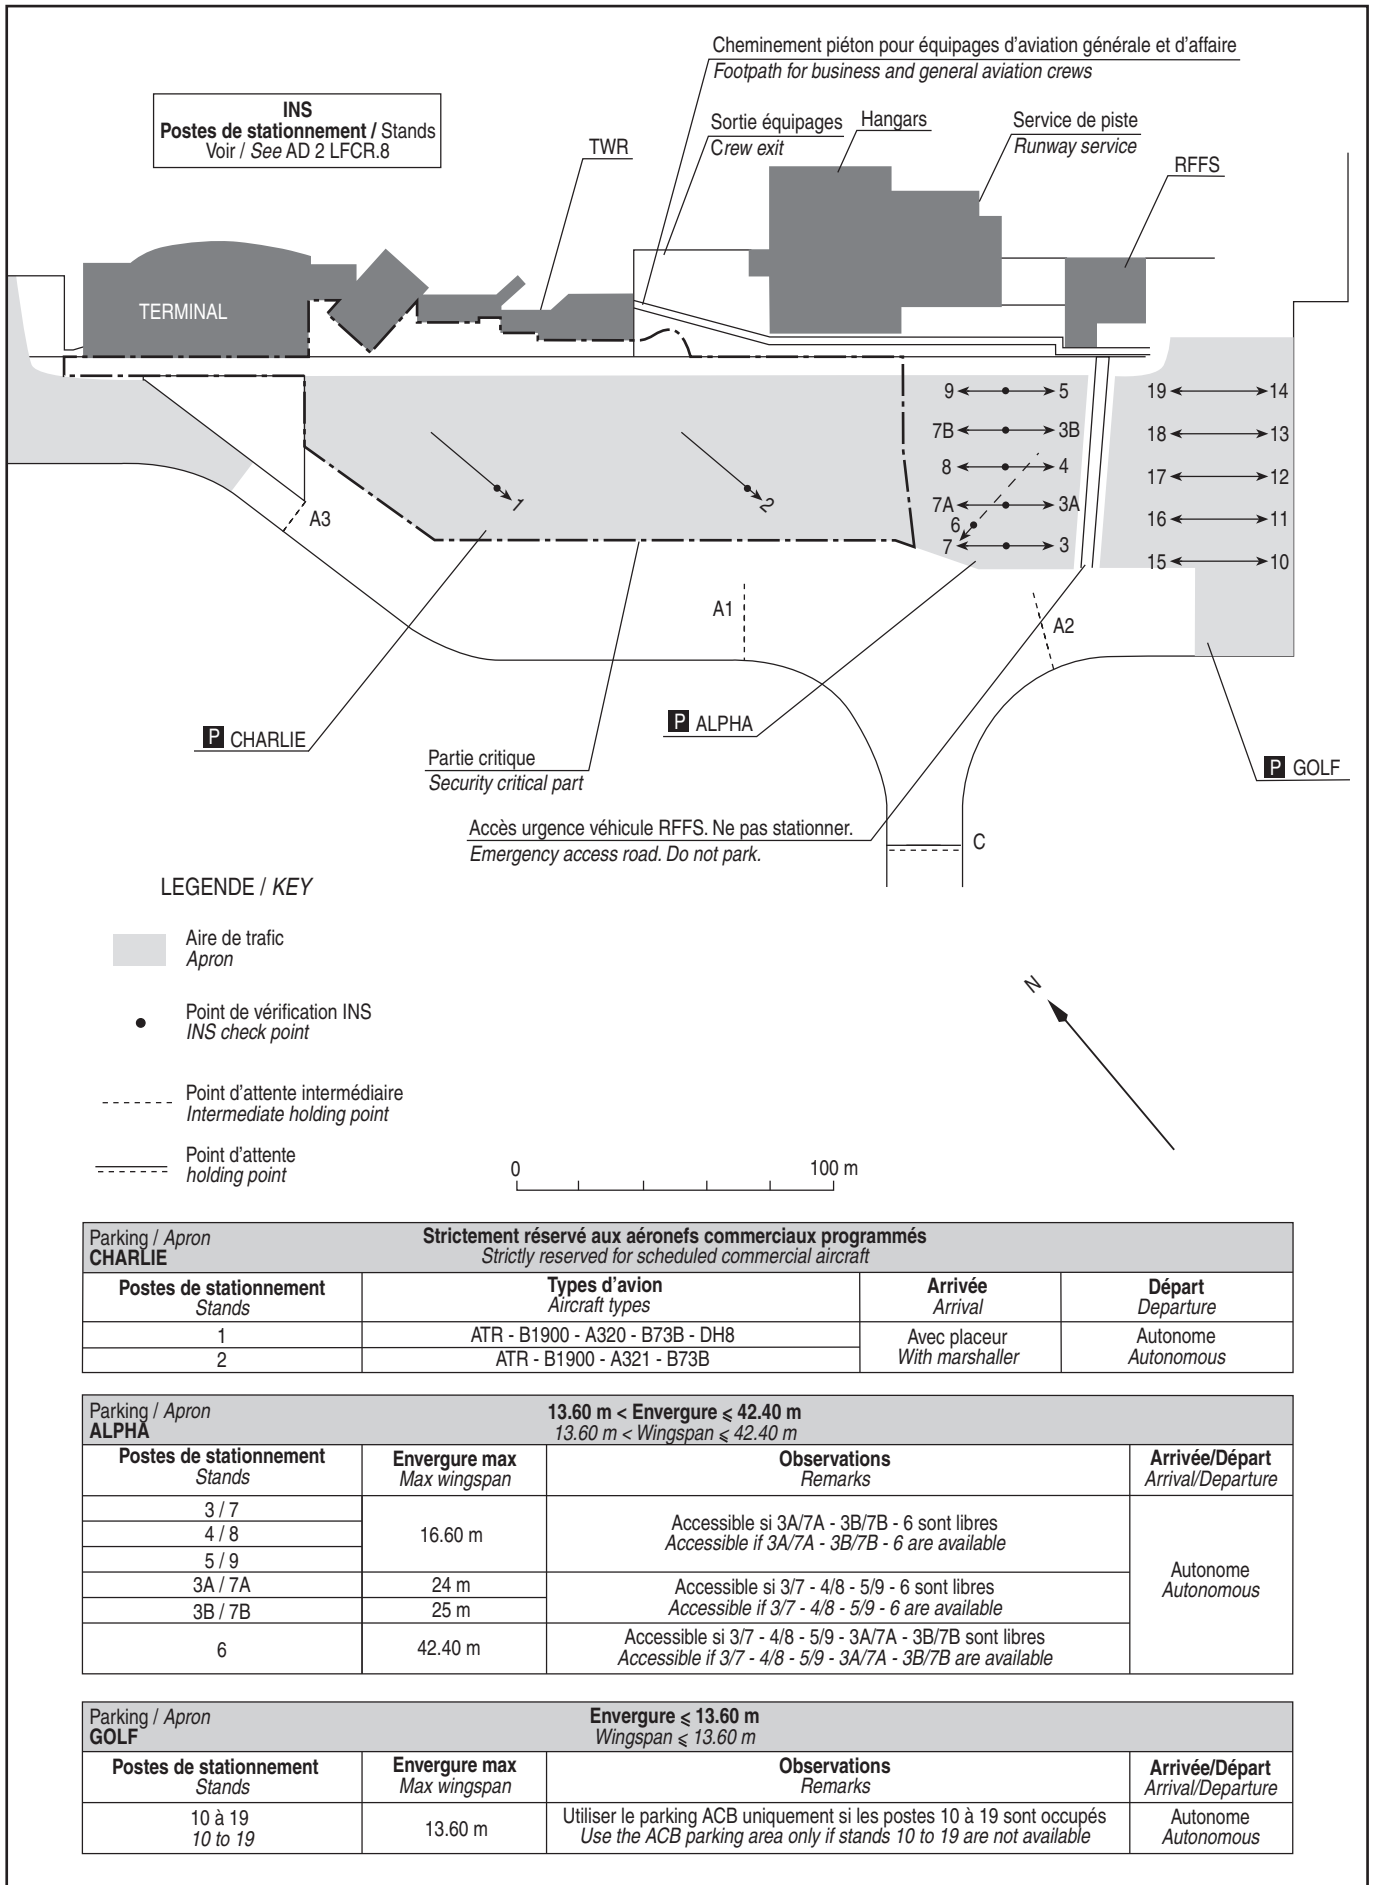 Cheminement piéton pour équipages d'aviation générale et d'affaire
Footpath for business and general aviation crews
INS
Postes de stationnement / Stands
Voir / See AD 2 LFCR.8
TWR
Sortie équipages
Crew exit
Hangars
Service de piste
Runway service
RFFS
TERMINAL
9 5
7B 3B
8 4
7A 3A
6
7 3
19 14
18 13
17 12
16 11
15 10
1
2
A3
A1
A2
P CHARLIE
P ALPHA
P GOLF
Partie critique
Security critical part
Accès urgence véhicule RFFS. Ne pas stationner.
Emergency access road. Do not park.
C
LEGENDE / KEY
Aire de trafic
Apron
Point de vérification INS
INS check point
Point d'attente intermédiaire
Intermediate holding point
Point d'attente
holding point
N
0 100 m
Parking / Apron
CHARLIE
Strictement réservé aux aéronefs commerciaux programmés
Strictly reserved for scheduled commercial aircraft
Postes de stationnement
Stands
Types d'avion
Aircraft types
Arrivée
Arrival
Départ
Departure
1
ATR - B1900 - A320 - B73B - DH8
2
ATR - B1900 - A321 - B73B
Avec placeur
With marshaller
Autonome
Autonomous
Parking / Apron
ALPHA
13.60 m < Envergure ⩽ 42.40 m
13.60 m < Wingspan ⩽ 42.40 m
Postes de stationnement
Stands
Envergure max
Max wingspan
Observations
Remarks
Arrivée/Départ
Arrival/Departure
3 / 7
4 / 8
5 / 9
16.60 m
Accessible si 3A/7A - 3B/7B - 6 sont libres
Accessible if 3A/7A - 3B/7B - 6 are available
3A / 7A
24 m
3B / 7B
25 m
Accessible si 3/7 - 4/8 - 5/9 - 6 sont libres
Accessible if 3/7 - 4/8 - 5/9 - 6 are available
6
42.40 m
Accessible si 3/7 - 4/8 - 5/9 - 3A/7A - 3B/7B sont libres
Accessible if 3/7 - 4/8 - 5/9 - 3A/7A - 3B/7B are available
Autonome
Autonomous
Parking / Apron
GOLF
Envergure ⩽ 13.60 m
Wingspan ⩽ 13.60 m
Postes de stationnement
Stands
Envergure max
Max wingspan
Observations
Remarks
Arrivée/Départ
Arrival/Departure
10 à 19
10 to 19
13.60 m
Utiliser le parking ACB uniquement si les postes 10 à 19 sont occupés
Use the ACB parking area only if stands 10 to 19 are not available
Autonome
Autonomous